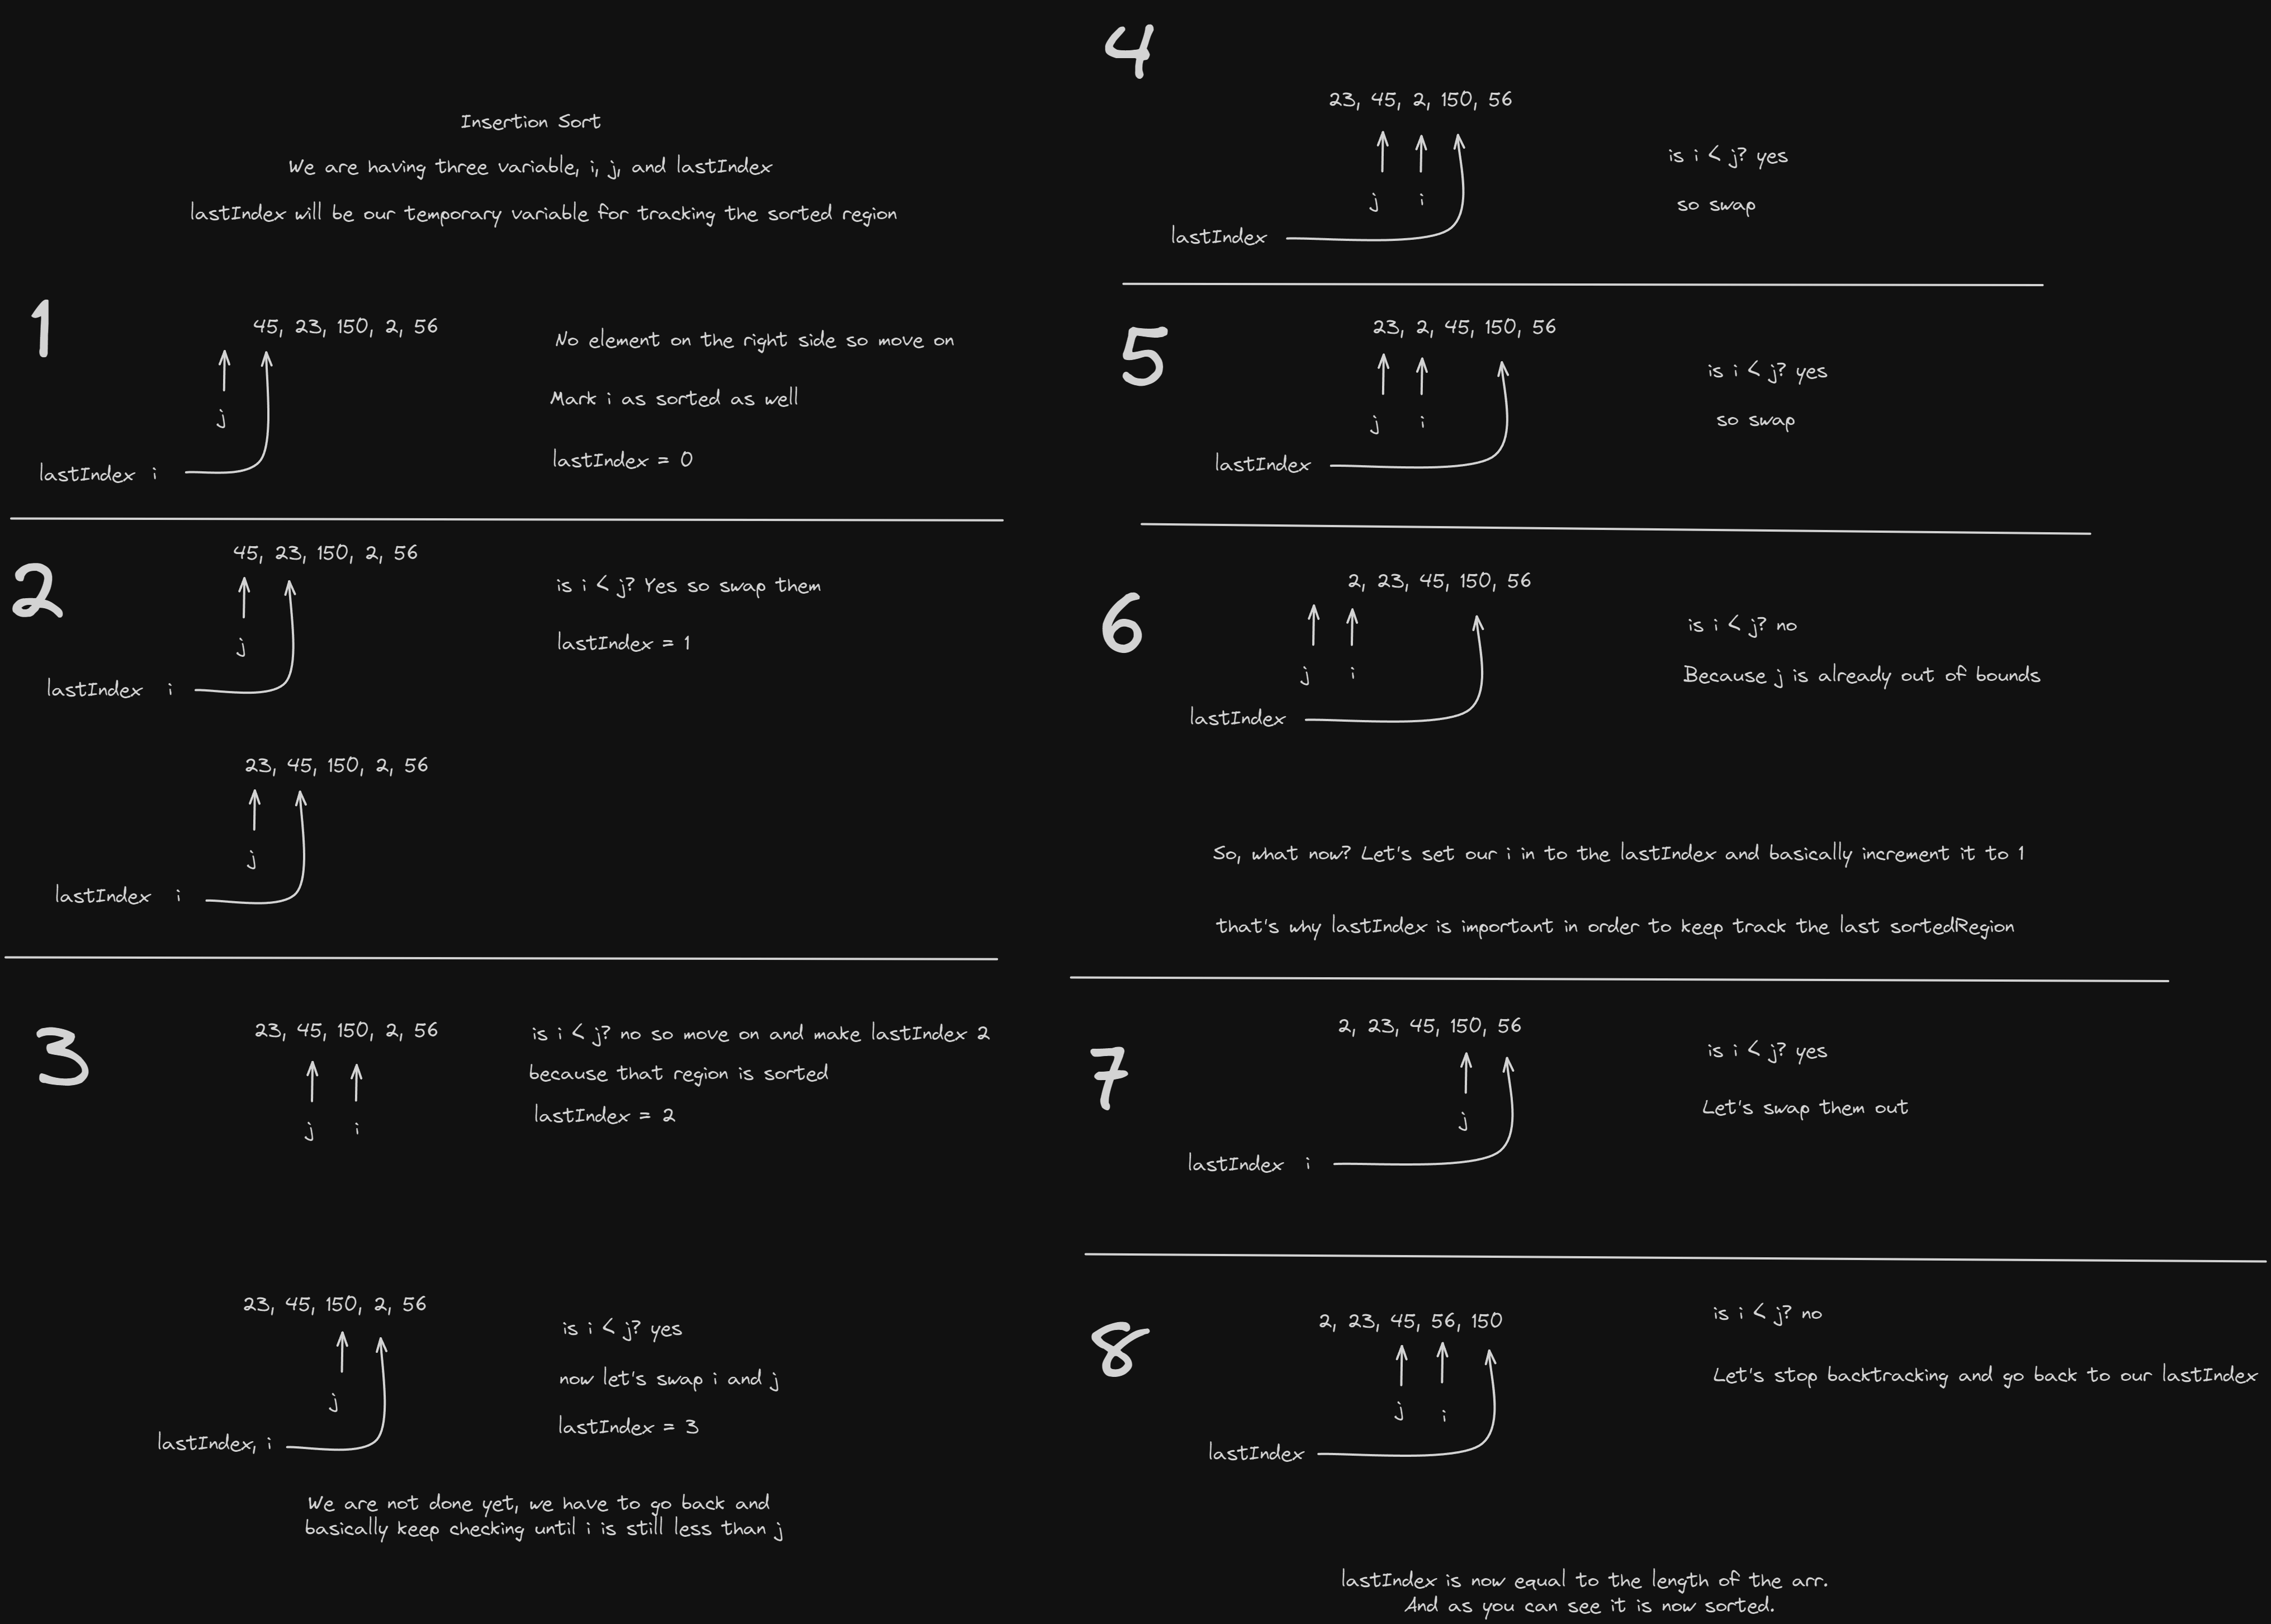 Insertion Sort
We are having three variable, i, j, and lastIndex
lastIndex will be our temporary variable for tracking the sorted region
1
45, 23, 150, 2, 56
No element on the right side so move on
Mark i as sorted as well
j
lastIndex i
lastIndex = 0
2
45, 23, 150, 2, 56
is i < j? Yes so swap them
lastIndex = 1
j
lastIndex i
23, 45, 150, 2, 56
j
lastIndex i
3
23, 45, 150, 2, 56
is i < j? no so move on and make lastIndex 2
because that region is sorted
lastIndex = 2
j i
23, 45, 150, 2, 56
is i < j? yes
now let's swap i and j
j
lastIndex = 3
lastIndex, i
We are not done yet, we have to go back and
basically keep checking until i is still less than j
4
23, 45, 2, 150, 56
is i < j? yes
so swap
j i
lastIndex
5
23, 2, 45, 150, 56
is i < j? yes
so swap
j i
lastIndex
6
2, 23, 45, 150, 56
is i < j? no
Because j is already out of bounds
j i
lastIndex
So, what now? Let's set our i in to the lastIndex and basically increment it to 1
that's why lastIndex is important in order to keep track the last sortedRegion
7
2, 23, 45, 150, 56
is i < j? yes
Let's swap them out
j
lastIndex i
8
2, 23, 45, 56, 150
is i < j? no
Let's stop backtracking and go back to our lastIndex
j i
lastIndex
lastIndex is now equal to the length of the arr.
And as you can see it is now sorted.